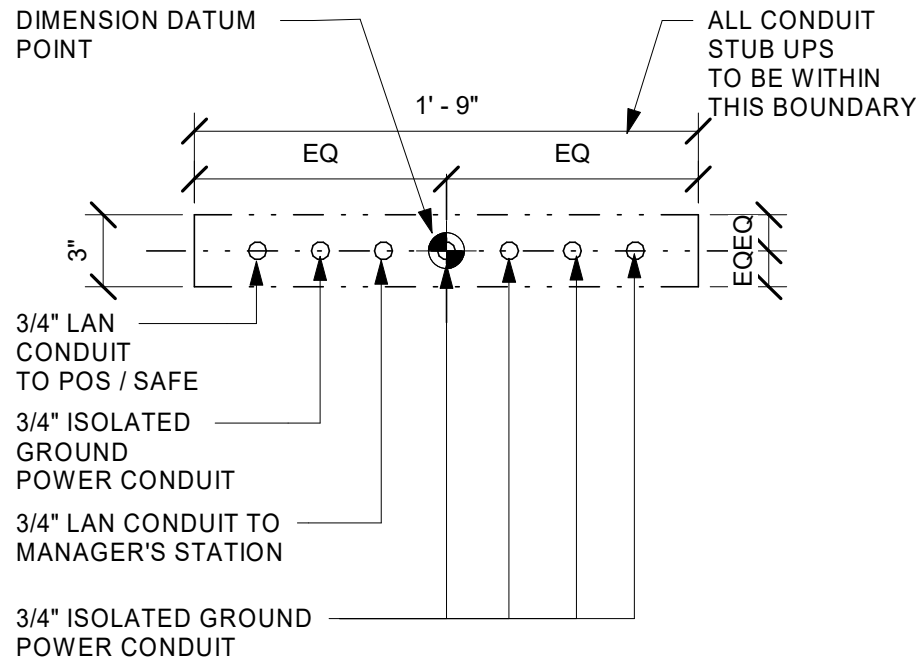 DIMENSION DATUM
POINT
ALL CONDUIT
STUB UPS
TO BE WITHIN
THIS BOUNDARY
1' - 9"
EQ
EQ
3"
EQ
EQ
3/4" LAN
CONDUIT
TO POS / SAFE
3/4" ISOLATED
GROUND
POWER CONDUIT
3/4" LAN CONDUIT TO
MANAGER'S STATION
3/4" ISOLATED GROUND
POWER CONDUIT